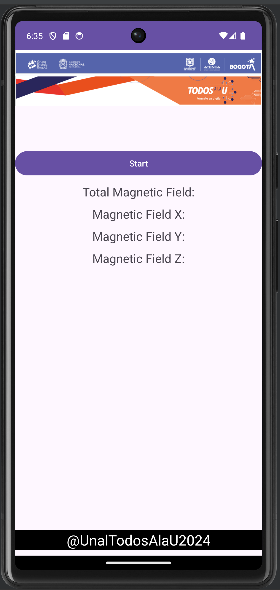 6:35
BOGOTÁ
TODOS A LA U
Start
Total Magnetic Field:
Magnetic Field X:
Magnetic Field Y:
Magnetic Field Z:
@UnalTodosAlaU2024